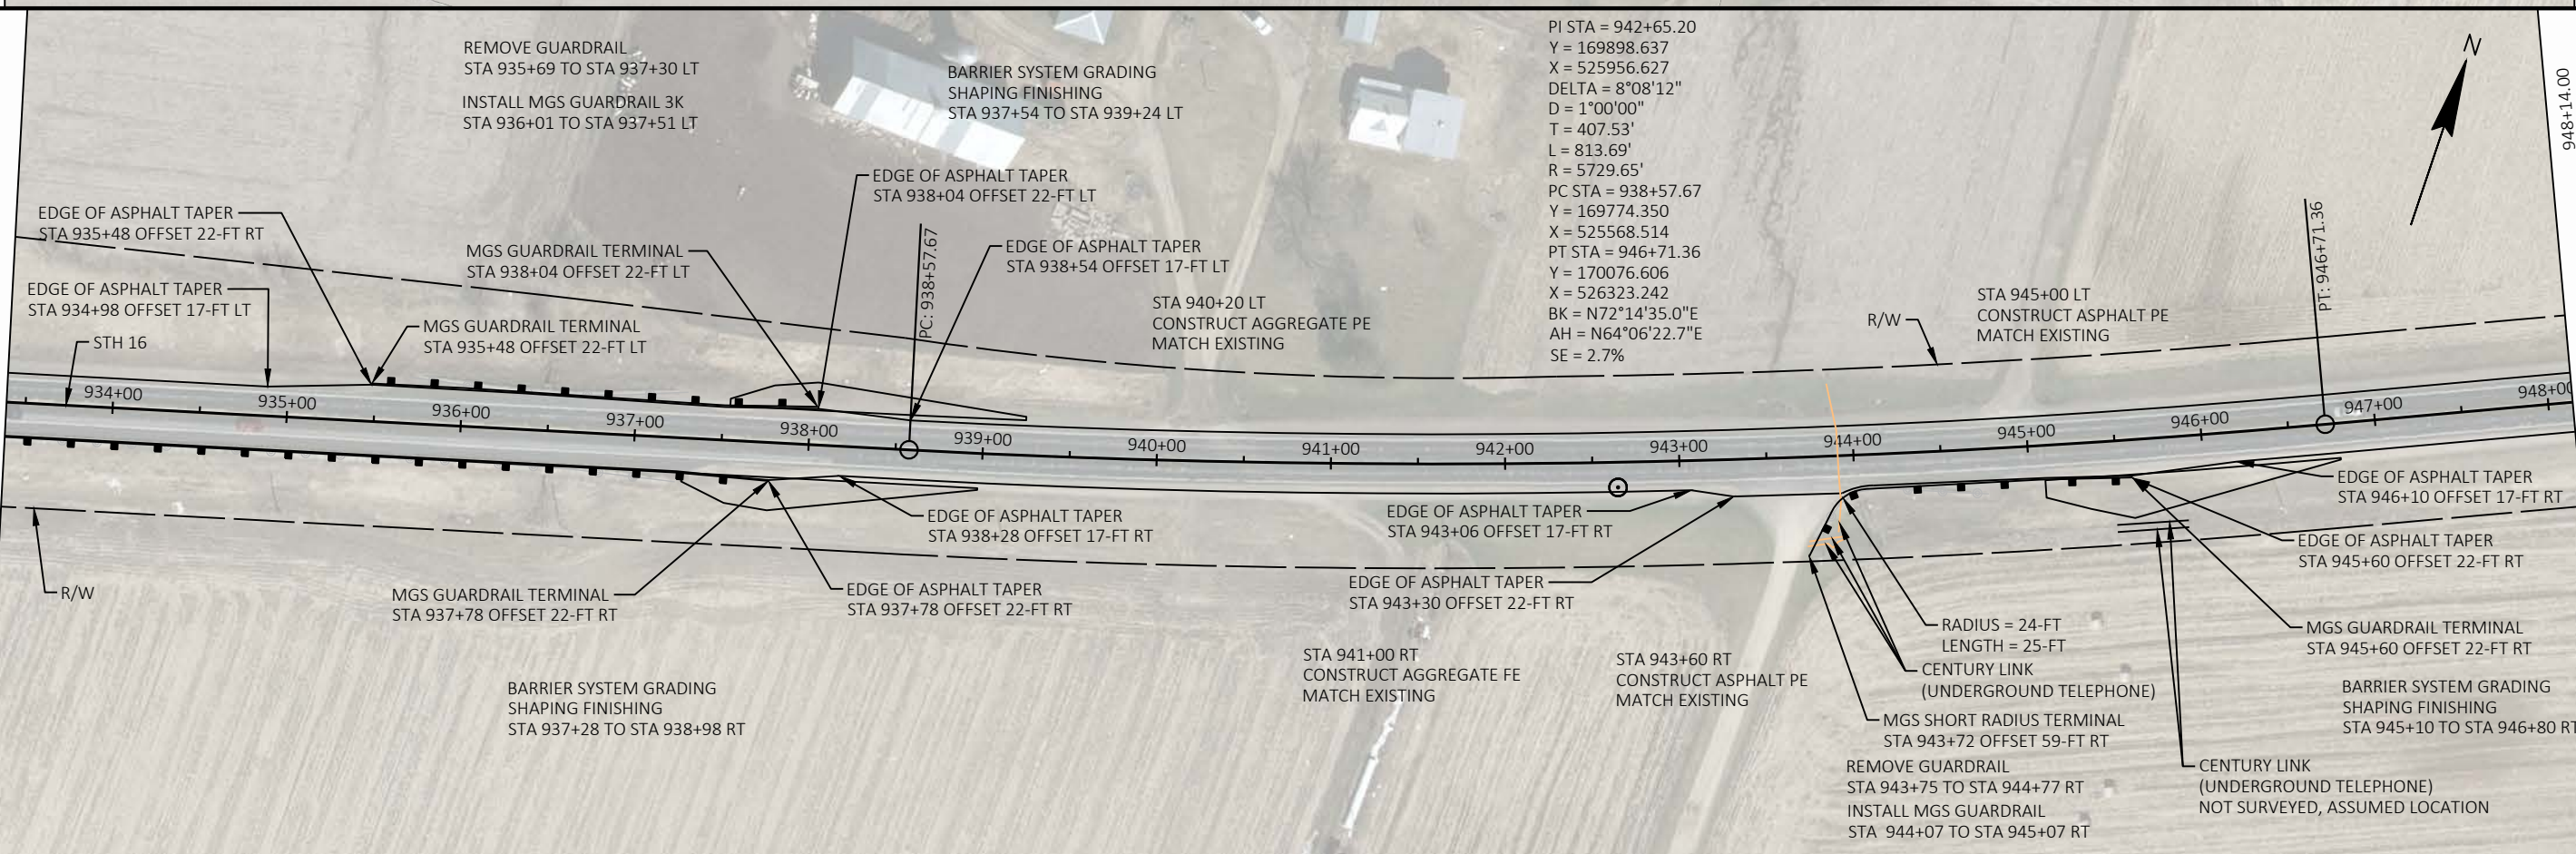 REMOVE GUARDRAIL
STA 935+69 TO STA 937+30 LT
INSTALL MGS GUARDRAIL 3K
STA 936+01 TO STA 937+51 LT
BARRIER SYSTEM GRADING
SHAPING FINISHING
STA 937+54 TO STA 939+24 LT
PI STA = 942+65.20
Y = 169898.637
X = 525956.627
DELTA = 8°08'12"
D = 1°00'00"
T = 407.53'
L = 813.69'
R = 5729.65'
PC STA = 938+57.67
Y = 169774.350
X = 525568.514
PT STA = 946+71.36
Y = 170076.606
X = 526323.242
BK = N72°14'35.0"E
AH = N64°06'22.7"E
SE = 2.7%
N
948+14.00
EDGE OF ASPHALT TAPER
STA 935+48 OFFSET 22-FT RT
EDGE OF ASPHALT TAPER
STA 934+98 OFFSET 17-FT LT
STH 16
MGS GUARDRAIL TERMINAL
STA 935+48 OFFSET 22-FT LT
MGS GUARDRAIL TERMINAL
STA 938+04 OFFSET 22-FT LT
EDGE OF ASPHALT TAPER
STA 938+04 OFFSET 22-FT LT
PC: 938+57.67
EDGE OF ASPHALT TAPER
STA 938+54 OFFSET 17-FT LT
STA 940+20 LT
CONSTRUCT AGGREGATE PE
MATCH EXISTING
R/W
STA 945+00 LT
CONSTRUCT ASPHALT PE
MATCH EXISTING
PT: 946+71.36
934+00
935+00
936+00
937+00
938+00
939+00
940+00
941+00
942+00
943+00
944+00
945+00
946+00
947+00
948+00
R/W
MGS GUARDRAIL TERMINAL
STA 937+78 OFFSET 22-FT RT
EDGE OF ASPHALT TAPER
STA 937+78 OFFSET 22-FT RT
EDGE OF ASPHALT TAPER
STA 938+28 OFFSET 17-FT RT
BARRIER SYSTEM GRADING
SHAPING FINISHING
STA 937+28 TO STA 938+98 RT
EDGE OF ASPHALT TAPER
STA 943+06 OFFSET 17-FT RT
EDGE OF ASPHALT TAPER
STA 943+30 OFFSET 22-FT RT
STA 941+00 RT
CONSTRUCT AGGREGATE FE
MATCH EXISTING
STA 943+60 RT
CONSTRUCT ASPHALT PE
MATCH EXISTING
RADIUS = 24-FT
LENGTH = 25-FT
CENTURY LINK
(UNDERGROUND TELEPHONE)
MGS SHORT RADIUS TERMINAL
STA 943+72 OFFSET 59-FT RT
REMOVE GUARDRAIL
STA 943+75 TO STA 944+77 RT
INSTALL MGS GUARDRAIL
STA 944+07 TO STA 945+07 RT
EDGE OF ASPHALT TAPER
STA 946+10 OFFSET 17-FT RT
EDGE OF ASPHALT TAPER
STA 945+60 OFFSET 22-FT RT
MGS GUARDRAIL TERMINAL
STA 945+60 OFFSET 22-FT RT
BARRIER SYSTEM GRADING
SHAPING FINISHING
STA 945+10 TO STA 946+80 RT
CENTURY LINK
(UNDERGROUND TELEPHONE)
NOT SURVEYED, ASSUMED LOCATION